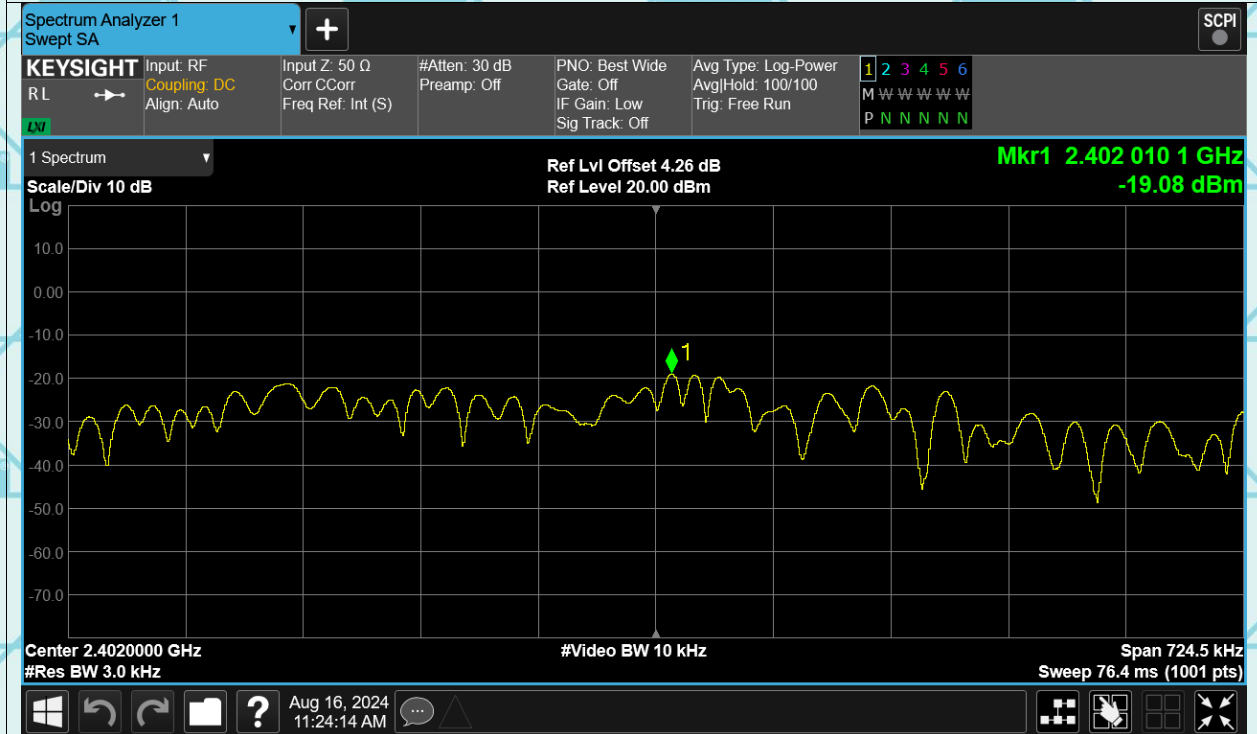 Spectrum Analyzer 1
Swept SA
+
SCPI
KEYSIGHT
R L
LXI
Input: RF
Coupling: DC
Align: Auto
Input Z: 50 Ω
Corr CCorr
Freq Ref: Int (S)
#Atten: 30 dB
Preamp: Off
PNO: Best Wide
Gate: Off
IF Gain: Low
Sig Track: Off
Avg Type: Log-Power
Avg|Hold: 100/100
Trig: Free Run
1 2 3 4 5 6
M W W W W W
P N N N N N
1 Spectrum
Scale/Div 10 dB
Ref Lvl Offset 4.26 dB
Ref Level 20.00 dBm
Mkr1 2.402 010 1 GHz
-19.08 dBm
Log
10.0
0.00
-10.0
1
-20.0
-30.0
-40.0
-50.0
-60.0
-70.0
Center 2.4020000 GHz
#Res BW 3.0 kHz
#Video BW 10 kHz
Span 724.5 kHz
Sweep 76.4 ms (1001 pts)
?
Aug 16, 2024
11:24:14 AM